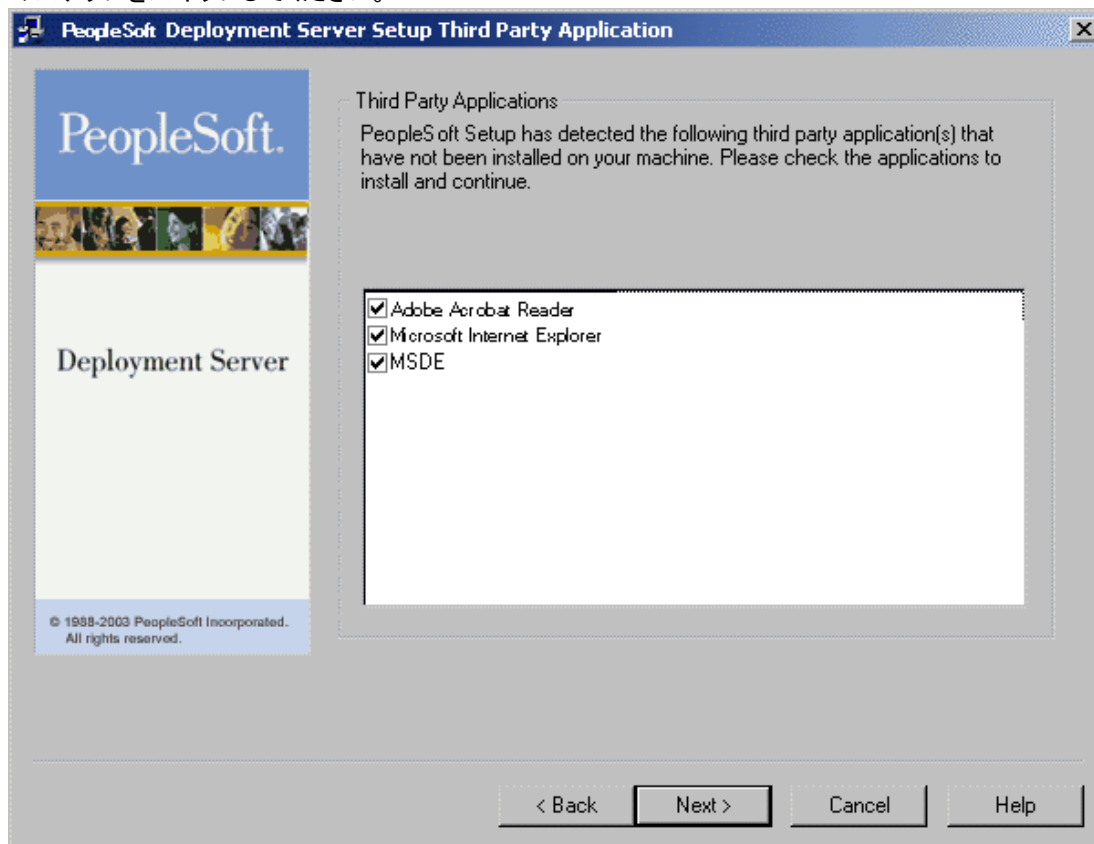 PeopleSoft Deployment Server Setup Third Party Application
PeopleSoft.
Third Party Applications
PeopleSoft Setup has detected the following third party application(s) that
have not been installed on your machine. Please check the applications to
install and continue.
Adobe Acrobat Reader
Microsoft Internet Explorer
MSDE
Deployment Server
© 1988-2003 PeopleSoft Incorporated.
All rights reserved.
< Back
Next >
Cancel
Help